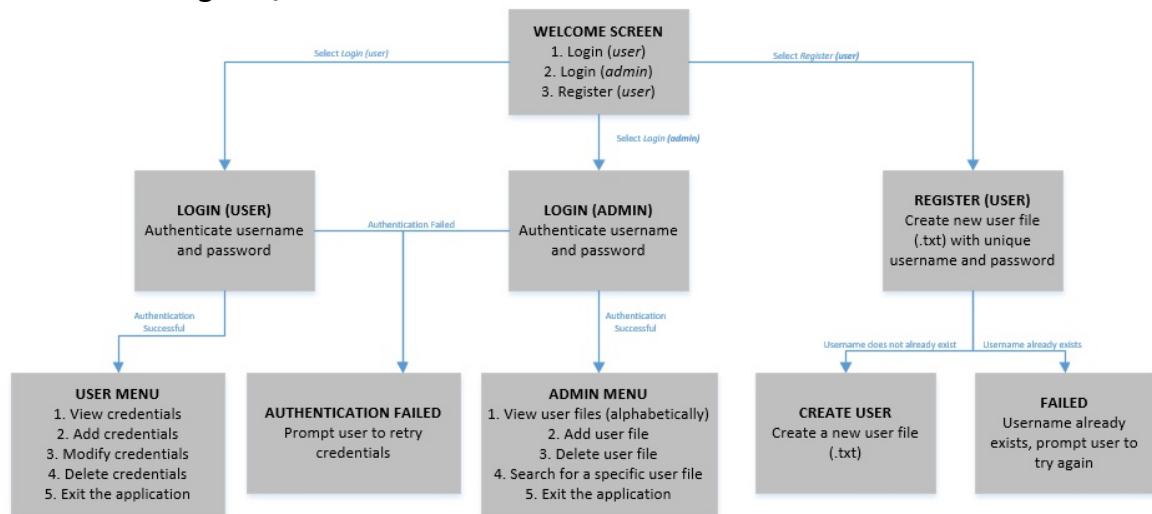 WELCOME SCREEN
1. Login (user)
2. Login (admin)
3. Register (user)
Select Login (user)
Select Register (user)
Select Login (admin)
LOGIN (USER)
Authenticate username
and password
Authentication Failed
LOGIN (ADMIN)
Authenticate username
and password
REGISTER (USER)
Create new user file
(.txt) with unique
username and password
Authentication
Successful
Authentication
Successful
Username does not already exist
Username already exists
USER MENU
1. View credentials
2. Add credentials
3. Modify credentials
4. Delete credentials
5. Exit the application
AUTHENTICATION FAILED
Prompt user to retry
credentials
ADMIN MENU
1. View user files (alphabetically)
2. Add user file
3. Delete user file
4. Search for a specific user file
5. Exit the application
CREATE USER
Create a new user file
(.txt)
FAILED
Username already
exists, prompt user to
try again